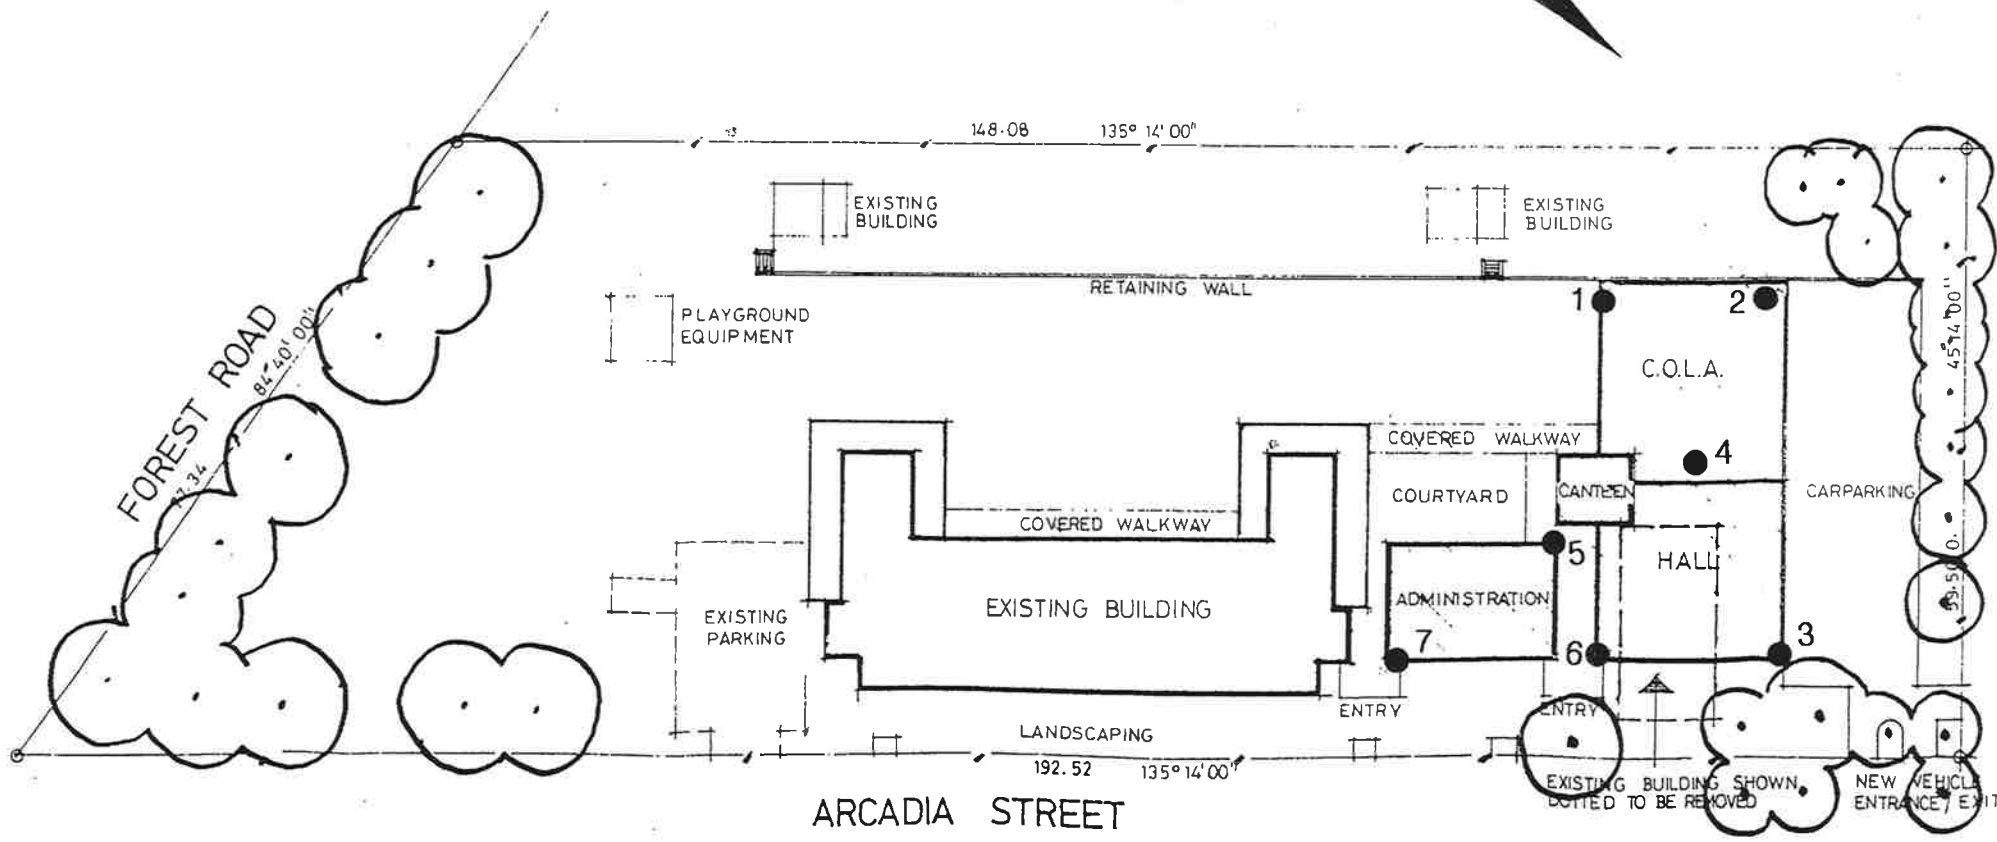 148.08 135° 14' 00"
EXISTING
BUILDING
EXISTING
BUILDING
RETAINING WALL
PLAYGROUND
EQUIPMENT
FOREST ROAD
84° 40' 00"
1
2
C.O.L.A.
45° 14' 00"
COVERED WALKWAY
4
COURTYARD
CANTEEN
CARPARKING
COVERED WALKWAY
5
HALL
EXISTING BUILDING
ADMINISTRATION
EXISTING
PARKING
7
6
3
ENTRY
ENTRY
LANDSCAPING
192.52 135° 14' 00"
EXISTING BUILDING SHOWN
DOTTED TO BE REMOVED
NEW VEHICLE
ENTRANCE / EXIT
ARCADIA STREET